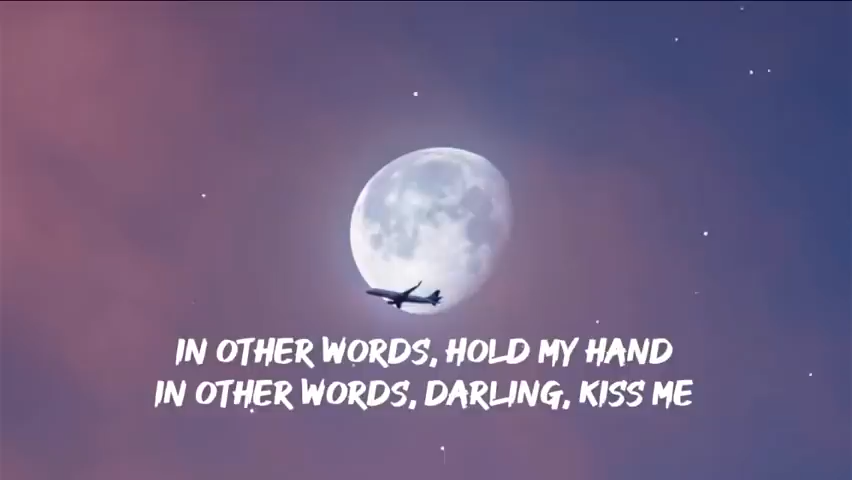 IN OTHER WORDS, HOLD MY HAND
IN OTHER WORDS, DARLING, KISS ME